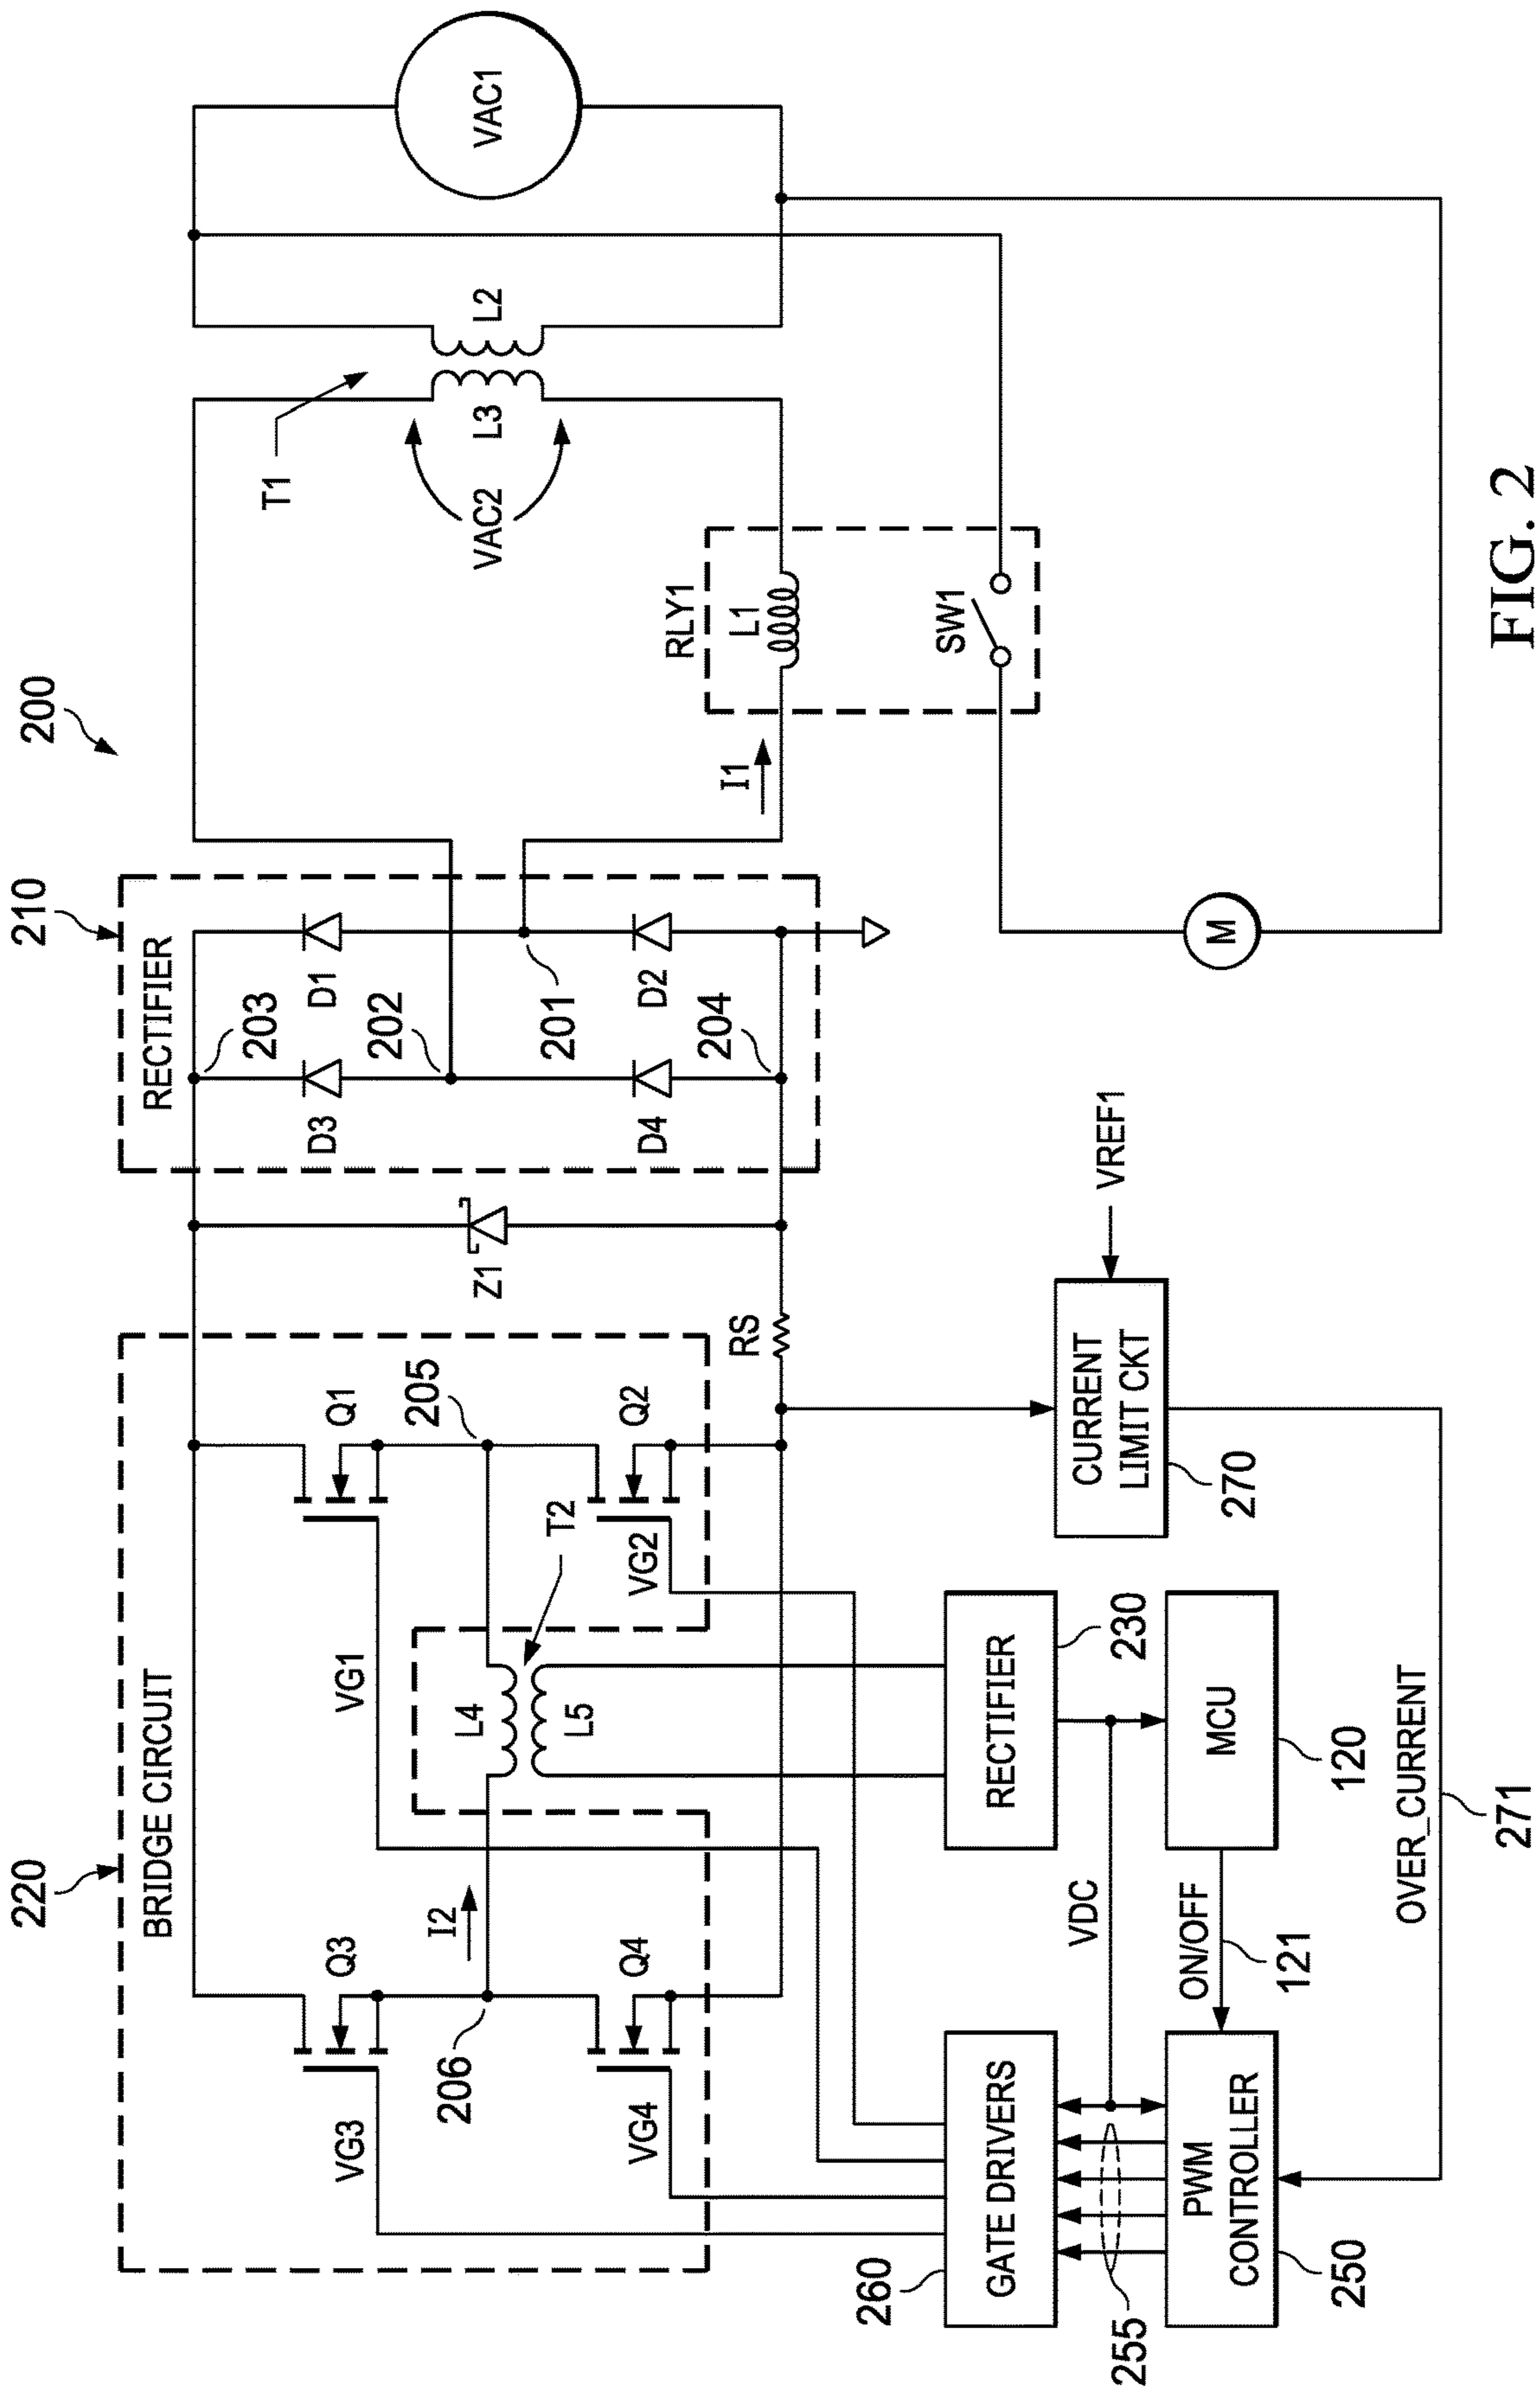 200
220
BRIDGE CIRCUIT
210
RECTIFIER
Q3
Q1
D3
D1
203
T1
VG3
VG1
I2
206
205
L4
T2
L5
Z1
202
201
VAC2
L3
L2
VAC1
Q4
Q2
VG4
VG2
RS
D4
D2
204
I1
RLY1
L1
SW1
260
GATE DRIVERS
RECTIFIER
230
VDC
CURRENT
LIMIT CKT
270
VREF1
M
255
PWM
CONTROLLER
250
ON/OFF
121
MCU
120
OVER_CURRENT
271
FIG. 2